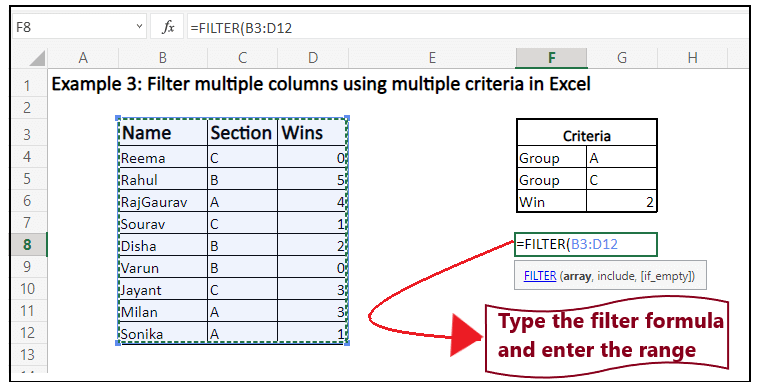 F8 fx =FILTER(B3:D12
A B C D E F G H
1 Example 3: Filter multiple columns using multiple criteria in Excel
2
3 Name Section Wins Criteria
4 Reema C 0 Group A
5 Rahul B 5 Group C
6 RajGaurav A 4 Win 2
7 Sourav C 1
8 Disha B 2 =FILTER(B3:D12
9 Varun B 0 FILTER (array, include, [if_empty])
10 Jayant C 3
11 Milan A 3 Type the filter formula
12 Sonika A 1 and enter the range
13